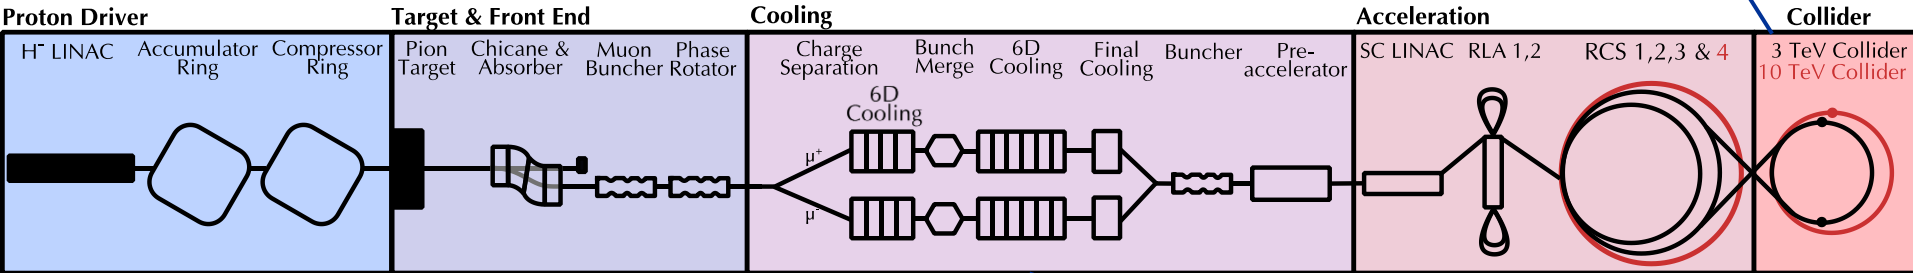 Proton Driver
Target & Front End
Cooling
Acceleration
Collider
H⁻ LINAC
Accumulator
Ring
Compressor
Ring
Pion
Target
Chicane &
Absorber
Muon
Buncher
Phase
Rotator
Charge
Separation
6D
Cooling
Bunch
Merge
6D
Cooling
Final
Cooling
Buncher
Pre-
accelerator
SC LINAC
RLA 1,2
RCS 1,2,3 & 4
3 TeV Collider
10 TeV Collider
μ⁺
μ⁻